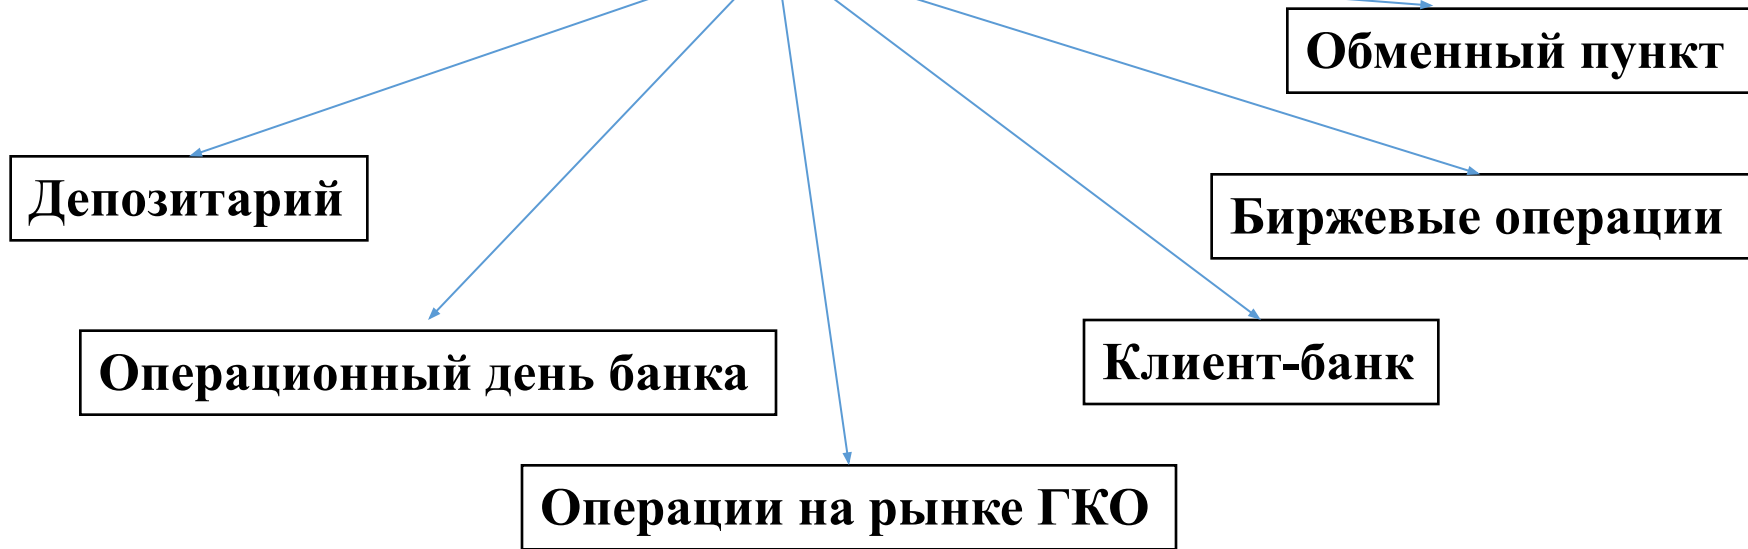 Обменный пункт
Депозитарий
Биржевые операции
Операционный день банка
Клиент-банк
Операции на рынке ГКО